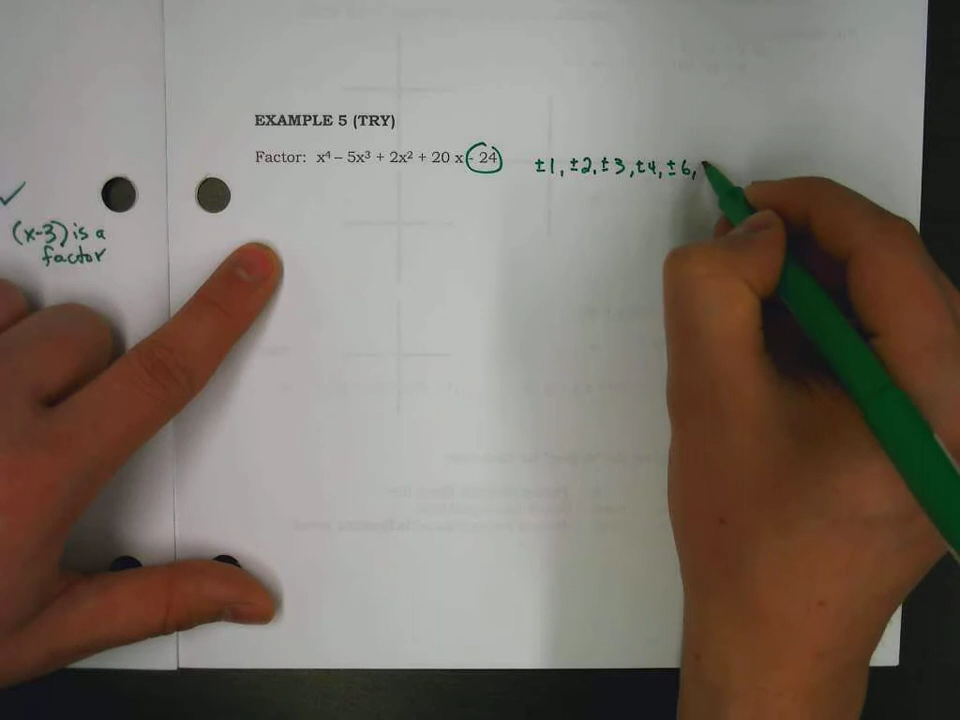 EXAMPLE 5 (TRY)
Factor: x⁴ – 5x³ + 2x² + 20 x - 24 ±1, ±2, ±3, ±4, ±6,
✓
(x-3) is a
factor